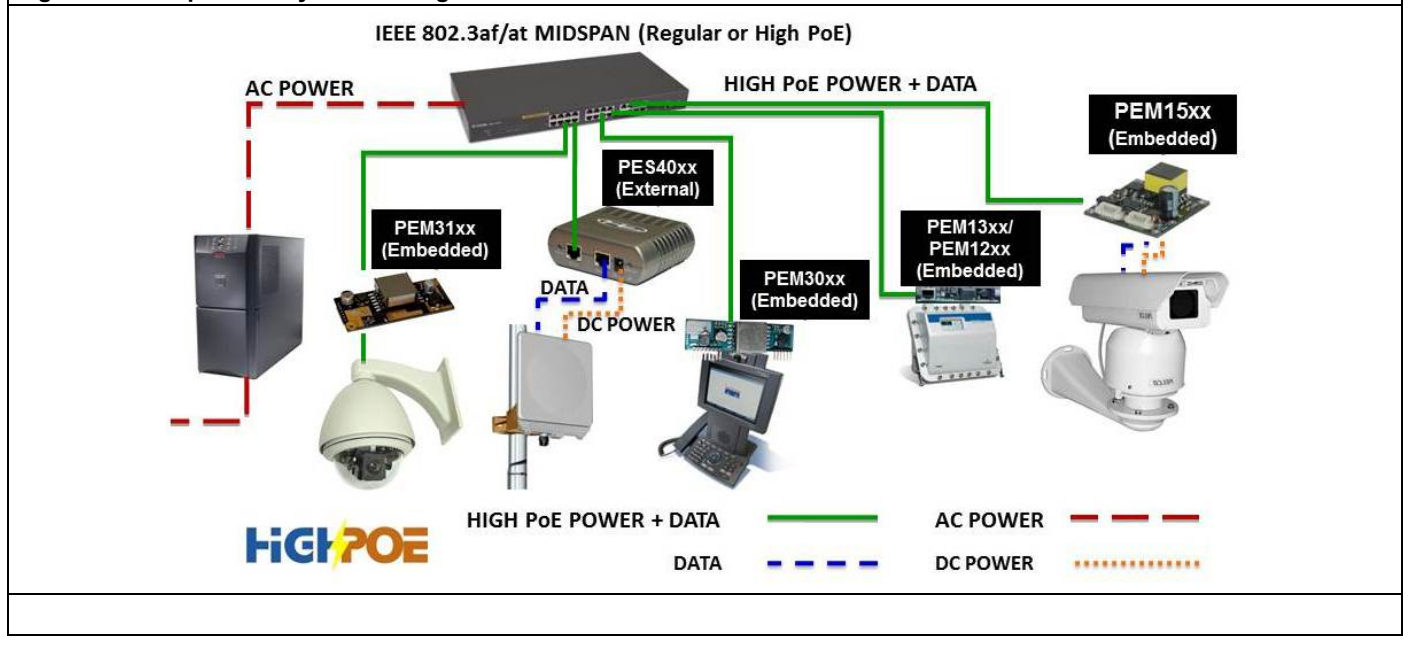 IEEE 802.3af/at MIDSPAN (Regular or High PoE)
AC POWER
HIGH PoE POWER + DATA
PEM15xx
(Embedded)
PES40xx
(External)
PEM31xx
(Embedded)
PEM13xx/
PEM12xx
(Embedded)
PEM30xx
(Embedded)
DATA
DC POWER
HIGH PoE POWER + DATA
AC POWER
HiGHPOE
DATA
DC POWER